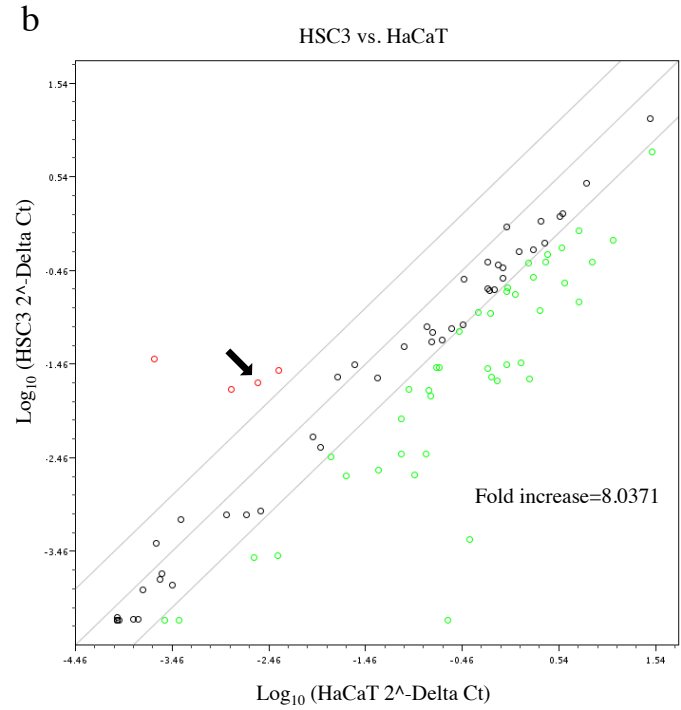 b
HSC3 vs. HaCaT
1.54
0.54
-0.46
-1.46
-2.46
-3.46
Log10 (HSC3 2^-Delta Ct)
Fold increase=8.0371
-4.46 -3.46 -2.46 -1.46 -0.46 0.54 1.54
Log10 (HaCaT 2^-Delta Ct)